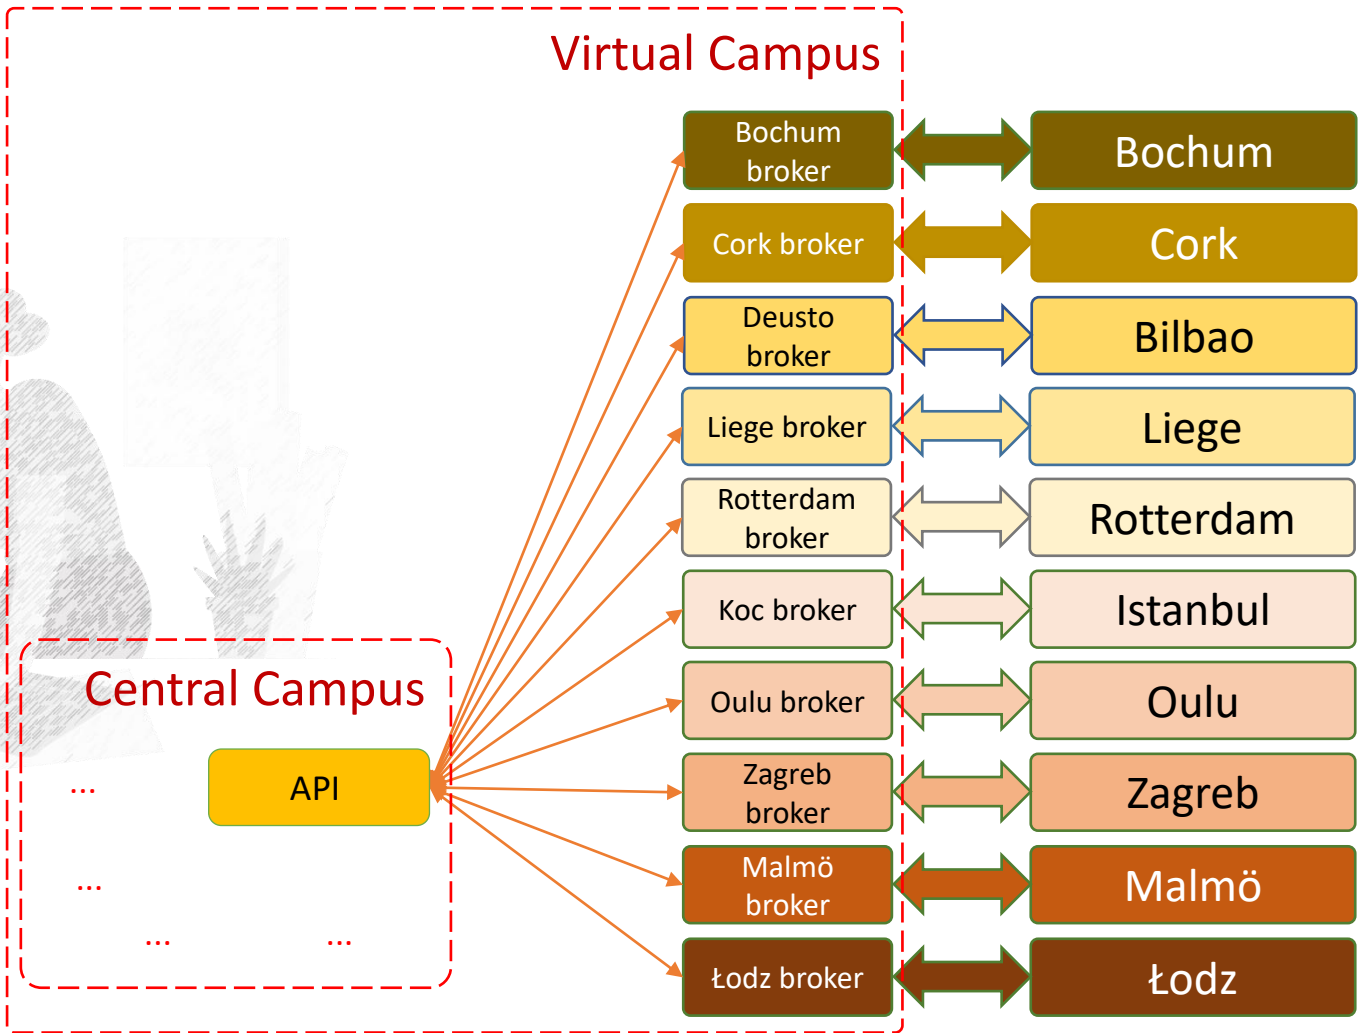 Virtual Campus
Bochum
broker
Bochum
Cork broker
Cork
Deusto
broker
Bilbao
Liege broker
Liege
Rotterdam
broker
Rotterdam
Koc broker
Istanbul
Oulu broker
Oulu
Zagreb
broker
Zagreb
Malmö
broker
Malmö
Łodz broker
Łodz
Central Campus
API
...
...
...
...